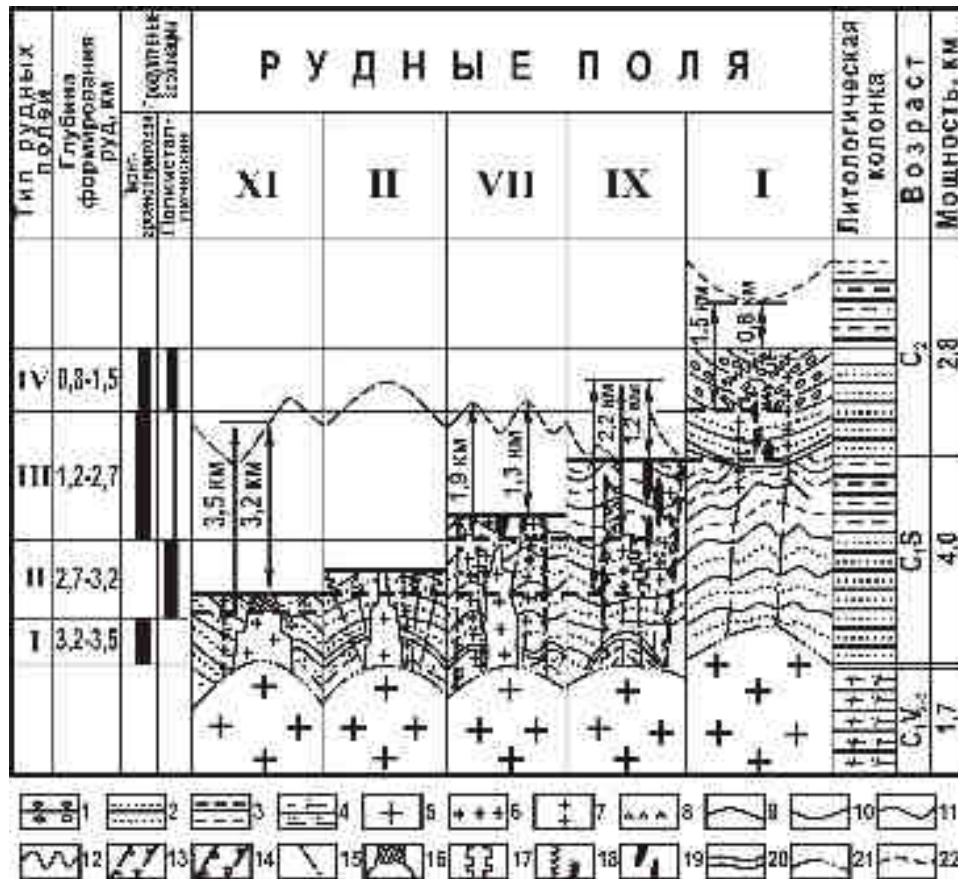 Тип рудных полей
Глубина формирования руд, км
Продуктивные ассоциации
РУДНЫЕ ПОЛЯ
Литологическая колонка
Возраст
Мощность, км
XI II VII IX I
IV 0,8-1,5
III 1,2-2,7
II 2,7-3,2
I 3,2-3,5
3,5 км
3,2 км
1,9 км
1,3 км
2,2 км
1,2 км
1,5 км
0,8 км
C₂
2,8
C₁S
4,0
1,7
1 2 3 4 5 6 7 8 9 10 11
12 13 14 15 16 17 18 19 20 21 22